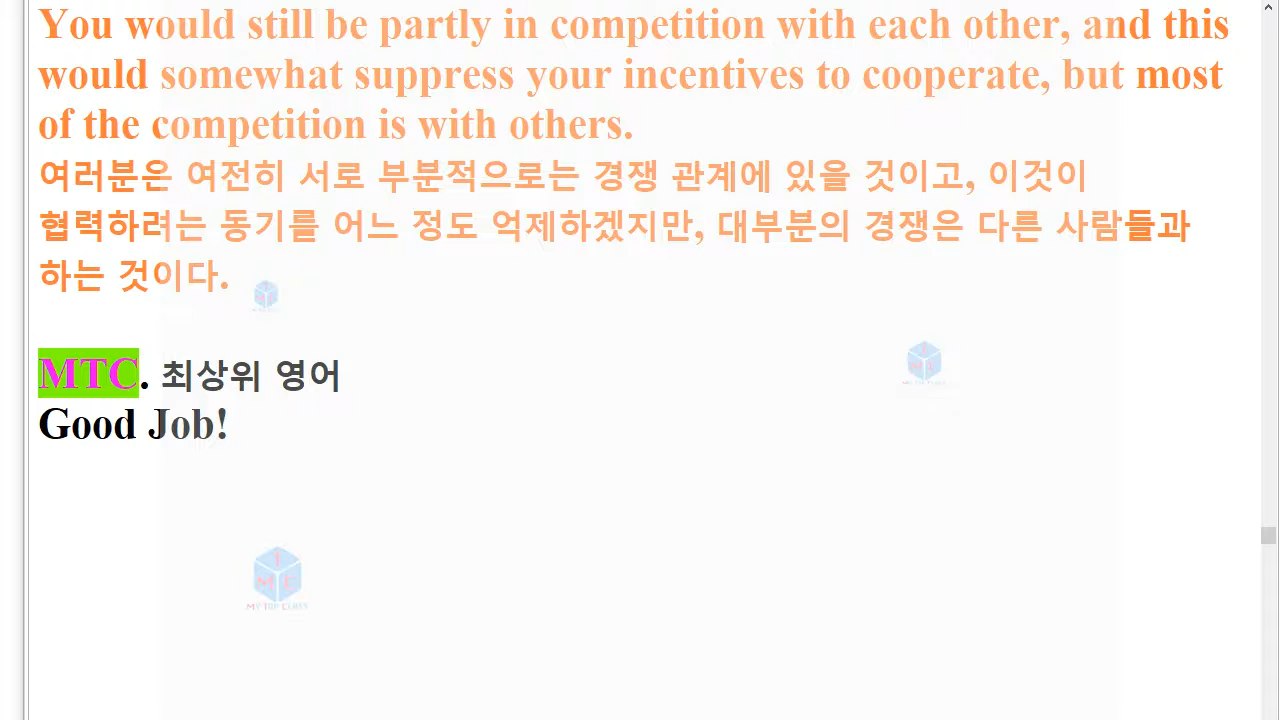 You would still be partly in competition with each other, and this
would somewhat suppress your incentives to cooperate, but most
of the competition is with others.
여러분은 여전히 서로 부분적으로는 경쟁 관계에 있을 것이고, 이것이
협력하려는 동기를 어느 정도 억제하겠지만, 대부분의 경쟁은 다른 사람들과
하는 것이다.
MTC. 최상위 영어
Good Job!
MY TOP CLASS